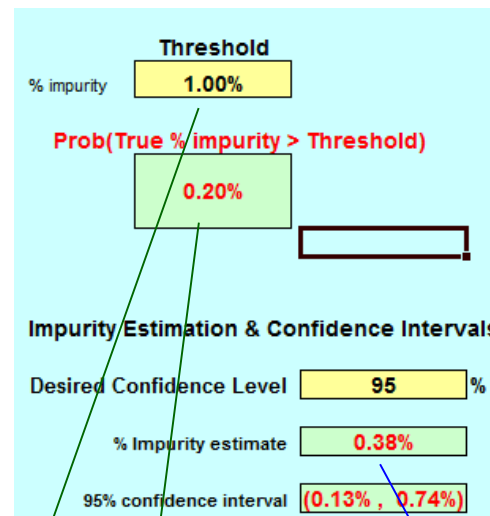 Threshold
% impurity 1.00%
Prob(True % impurity > Threshold)
0.20%
Impurity Estimation & Confidence Intervals
Desired Confidence Level 95 %
% Impurity estimate 0.38%
95% confidence interval (0.13% , 0.74%)